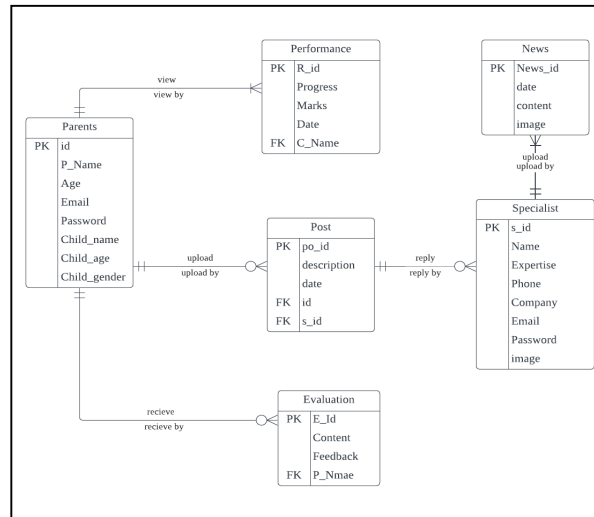 Performance
PK R_id
Progress
Marks
Date
FK C_Name
News
PK News_id
date
content
image
view
view by
Parents
PK id
P_Name
Age
Email
Password
Child_name
Child_age
Child_gender
upload
upload by
Specialist
PK s_id
Name
Expertise
Phone
Company
Email
Password
image
Post
PK po_id
description
date
FK id
FK s_id
upload
upload by
reply
reply by
Evaluation
PK E_Id
Content
Feedback
FK P_Nmae
recieve
recieve by